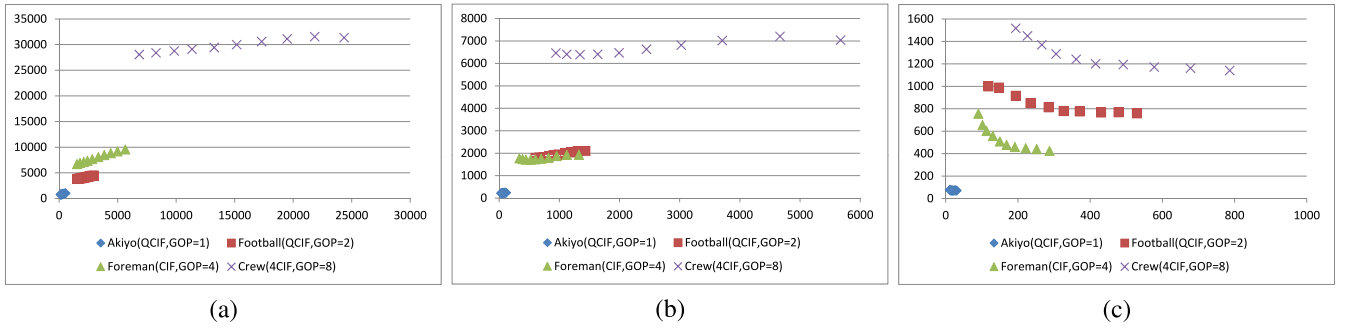 35000
30000
25000
20000
15000
10000
5000
0
0 5000 10000 15000 20000 25000 30000
Akiyo(QCIF,GOP=1) Football(QCIF,GOP=2)
Foreman(CIF,GOP=4) Crew(4CIF,GOP=8)
(a)
8000
7000
6000
5000
4000
3000
2000
1000
0
0 1000 2000 3000 4000 5000 6000
Akiyo(QCIF,GOP=1) Football(QCIF,GOP=2)
Foreman(CIF,GOP=4) Crew(4CIF,GOP=8)
(b)
1600
1400
1200
1000
800
600
400
200
0
0 200 400 600 800 1000
Akiyo(QCIF,GOP=1) Football(QCIF,GOP=2)
Foreman(CIF,GOP=4) Crew(4CIF,GOP=8)
(c)